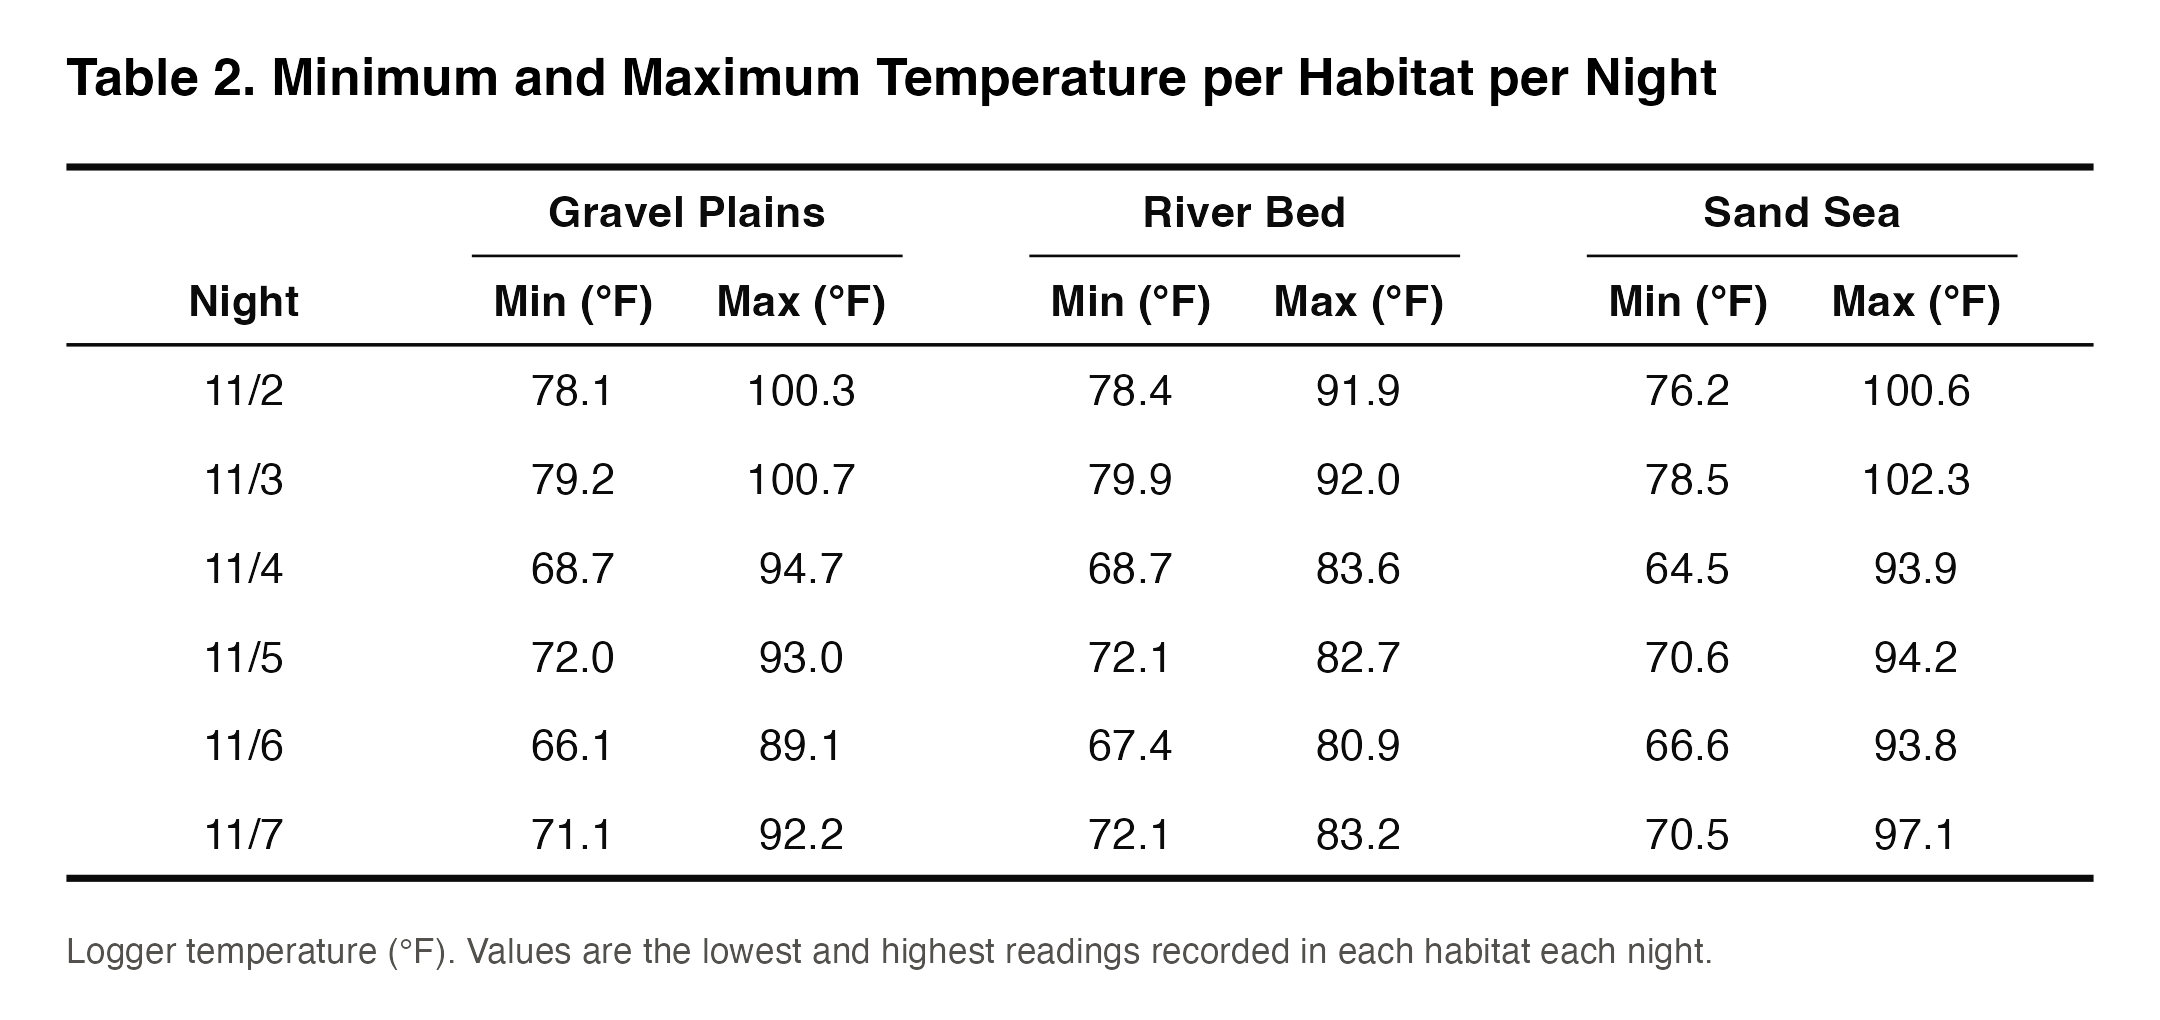 Table 2. Minimum and Maximum Temperature per Habitat per Night
Gravel Plains River Bed Sand Sea
Night Min (°F) Max (°F) Min (°F) Max (°F) Min (°F) Max (°F)
11/2 78.1 100.3 78.4 91.9 76.2 100.6
11/3 79.2 100.7 79.9 92.0 78.5 102.3
11/4 68.7 94.7 68.7 83.6 64.5 93.9
11/5 72.0 93.0 72.1 82.7 70.6 94.2
11/6 66.1 89.1 67.4 80.9 66.6 93.8
11/7 71.1 92.2 72.1 83.2 70.5 97.1
Logger temperature (°F). Values are the lowest and highest readings recorded in each habitat each night.